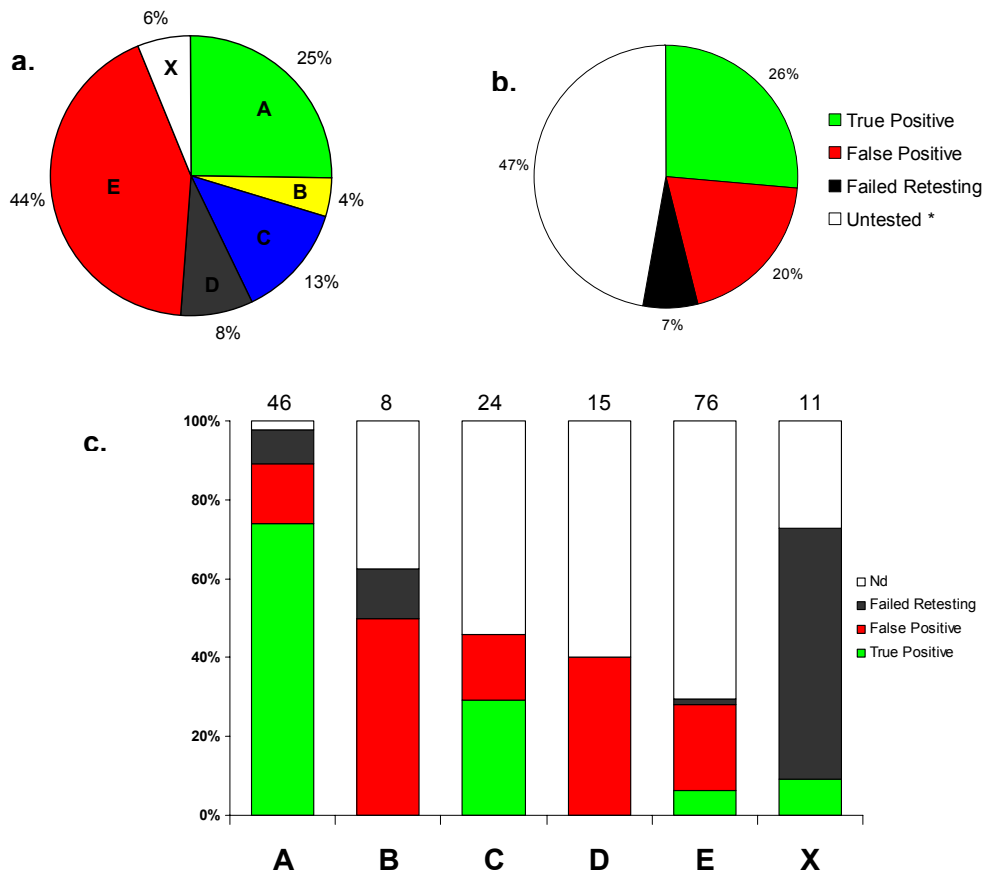 a.
6%
X
25%
A
E
44%
B
4%
C
13%
D
8%
b.
26%
47%
20%
7%
True Positive
False Positive
Failed Retesting
Untested *
c.
46 8 24 15 76 11
100%
80%
60%
40%
20%
0%
Nd
Failed Retesting
False Positive
True Positive
A B C D E X